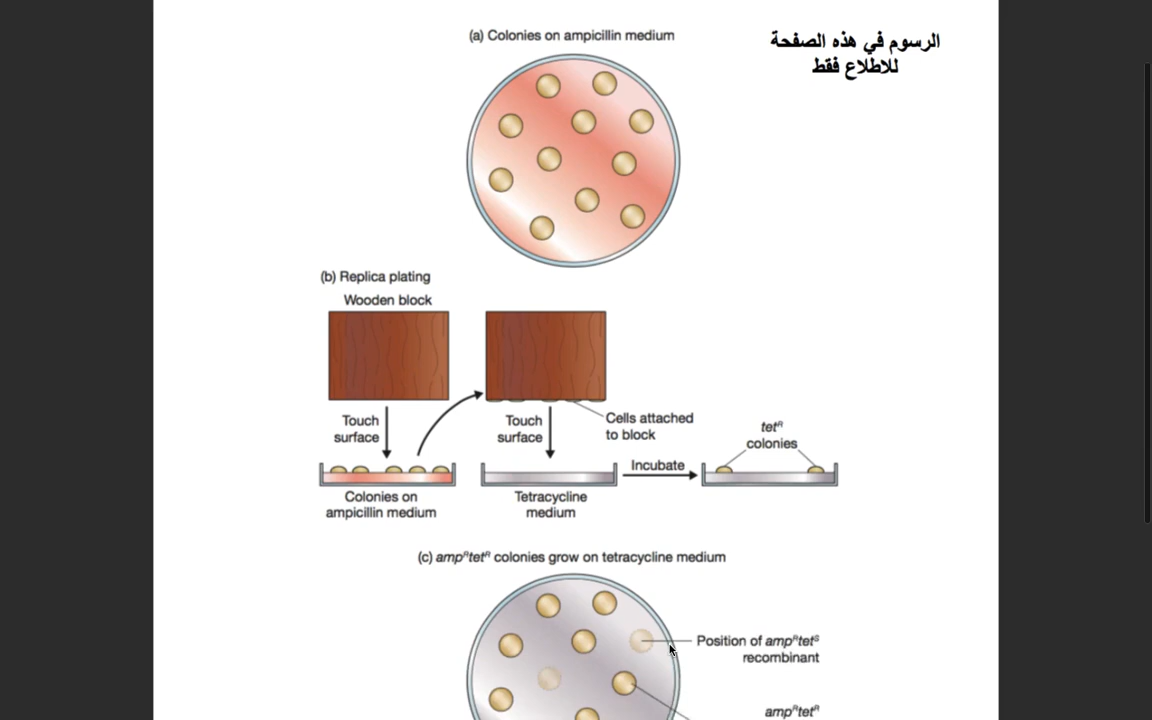 (a) Colonies on ampicillin medium
الرسوم في هذه الصفحة
للاطلاع فقط
(b) Replica plating
Wooden block
Touch
surface
Touch
surface
Cells attached
to block
Incubate
tetᴿ
colonies
Colonies on
ampicillin medium
Tetracycline
medium
(c) ampᴿtetᴿ colonies grow on tetracycline medium
Position of ampᴿtetˢ
recombinant
ampᴿtetᴿ